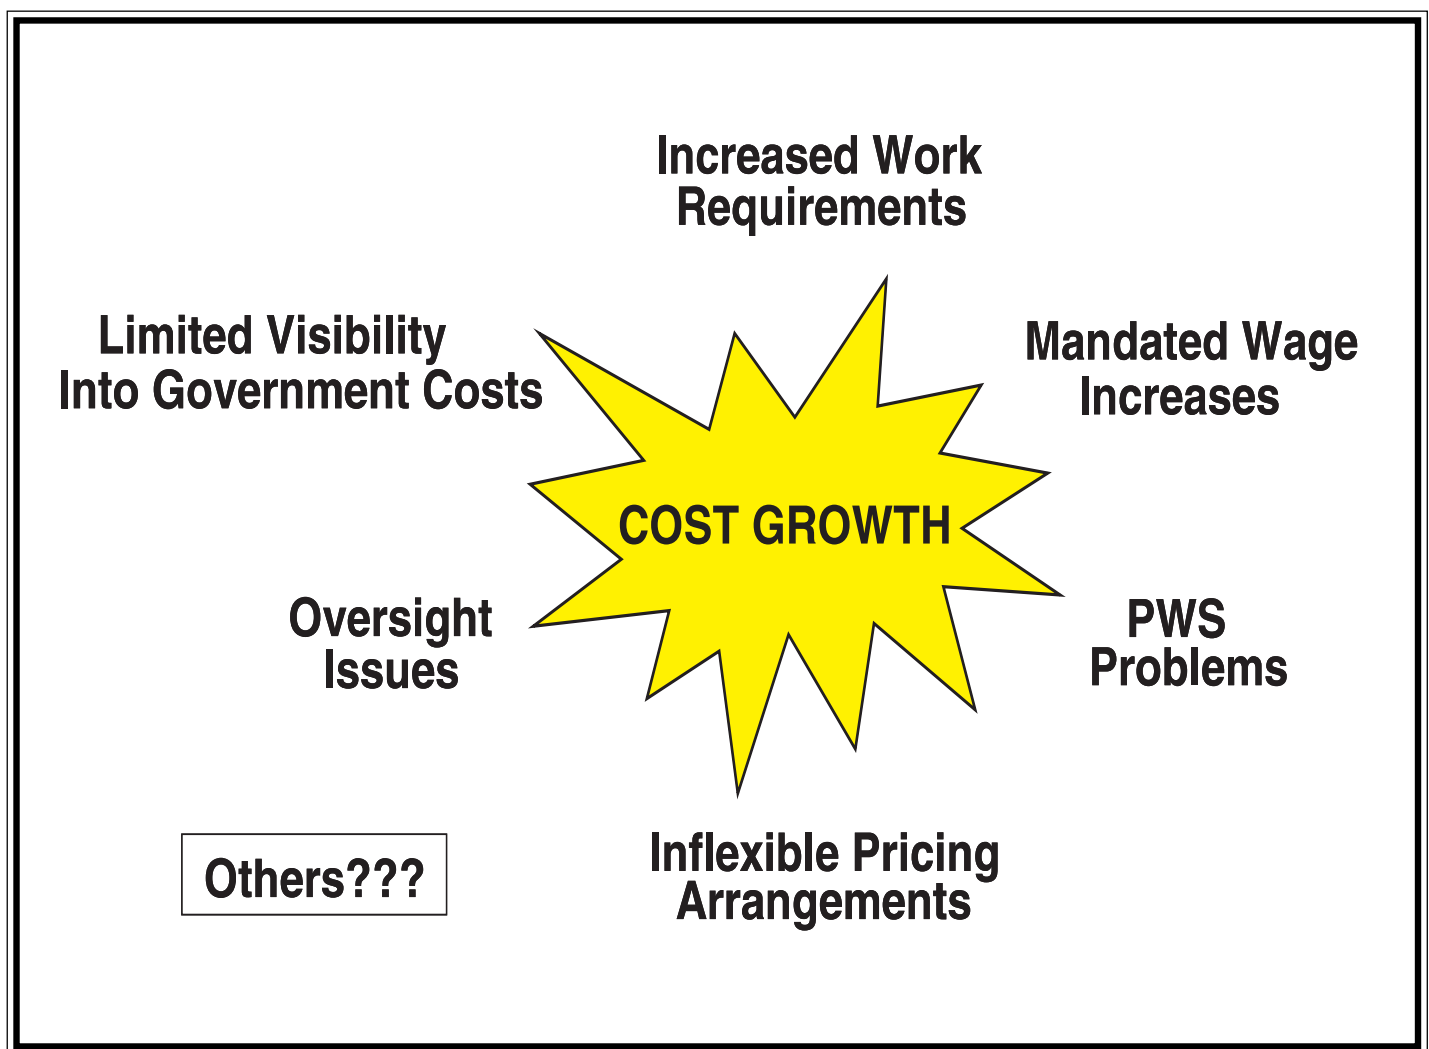 Increased Work
Requirements
Limited Visibility
Into Government Costs
Mandated Wage
Increases
COST GROWTH
Oversight
Issues
PWS
Problems
Others???
Inflexible Pricing
Arrangements